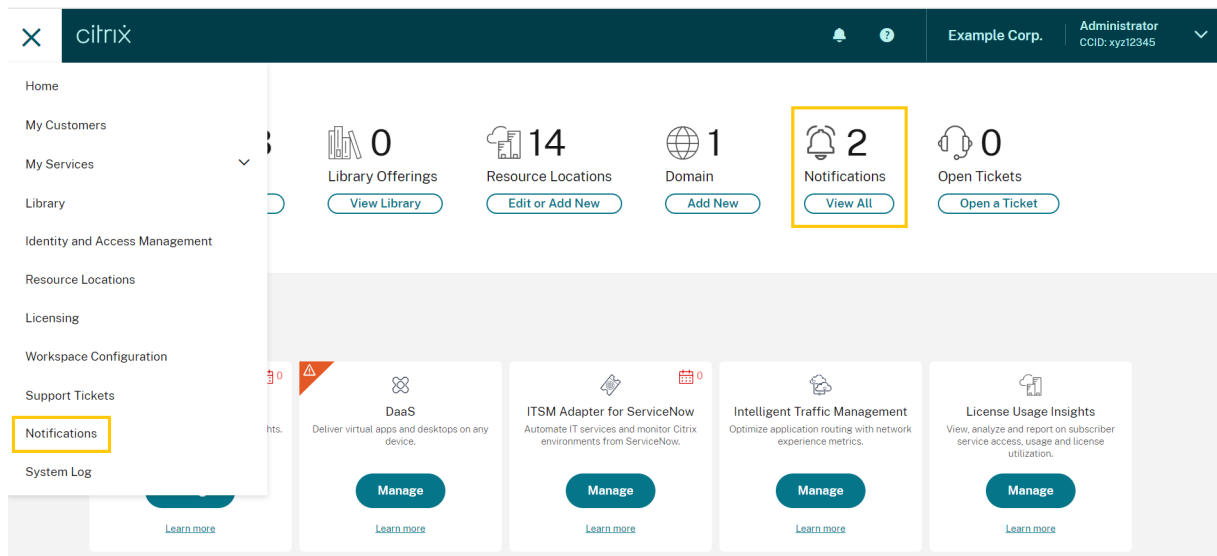 citrix
Example Corp.
Administrator
CCID: xyz12345
Home
My Customers
My Services
Library
Identity and Access Management
Resource Locations
Licensing
Workspace Configuration
Support Tickets
Notifications
System Log
0
Library Offerings
View Library
14
Resource Locations
Edit or Add New
1
Domain
Add New
2
Notifications
View All
0
Open Tickets
Open a Ticket
0
Learn more
DaaS
Deliver virtual apps and desktops on any
device.
Manage
Learn more
0
ITSM Adapter for ServiceNow
Automate IT services and monitor Citrix
environments from ServiceNow.
Manage
Learn more
Intelligent Traffic Management
Optimize application routing with network
experience metrics.
Manage
Learn more
License Usage Insights
View, analyze and report on subscriber
service access, usage and license
utilization.
Manage
Learn more